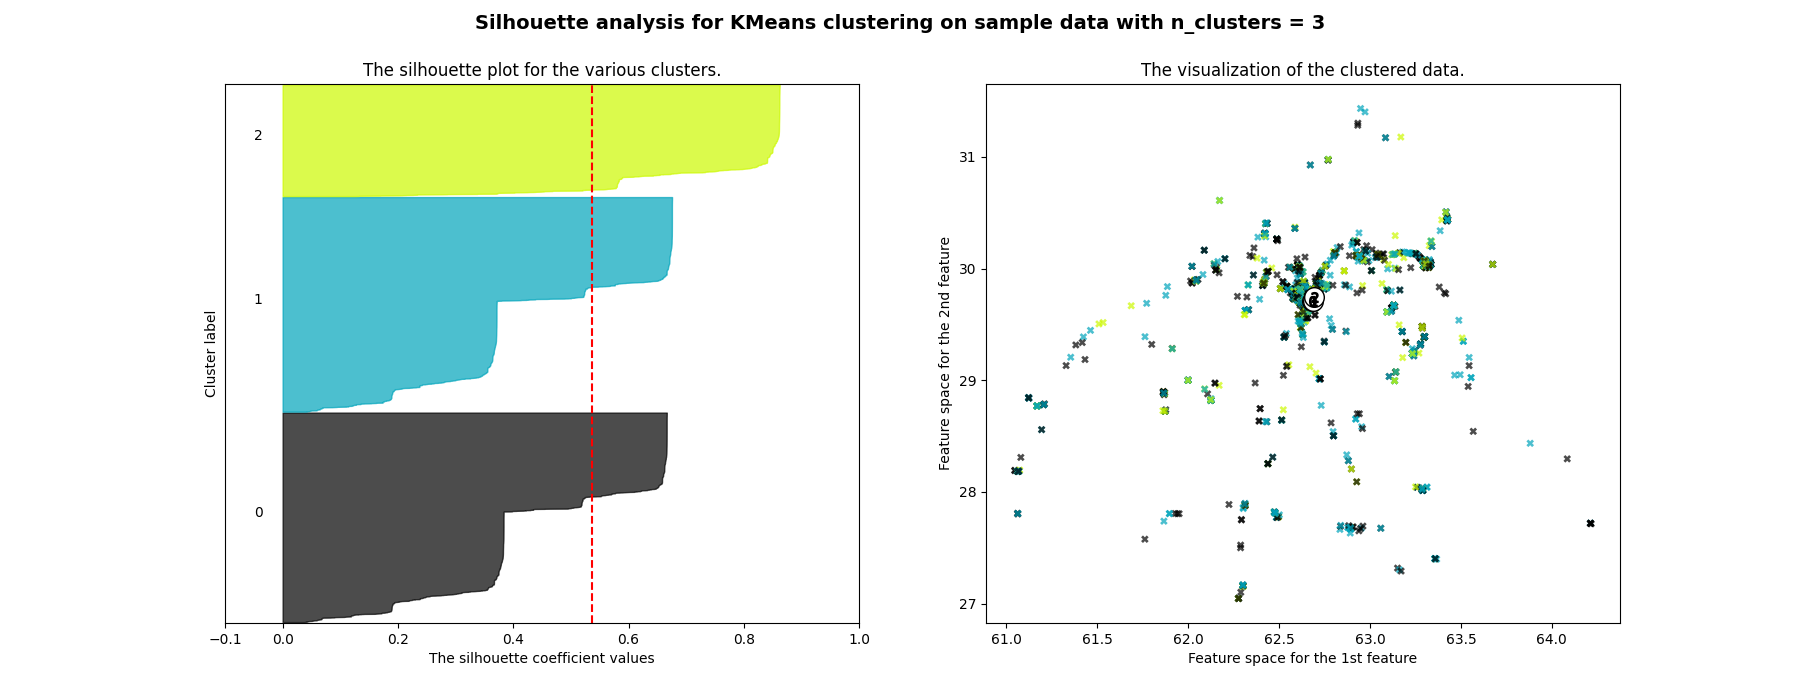 Silhouette analysis for KMeans clustering on sample data with n_clusters = 3
The silhouette plot for the various clusters.
Cluster label
2
1
0
−0.1 0.0 0.2 0.4 0.6 0.8 1.0
The silhouette coefficient values
The visualization of the clustered data.
Feature space for the 2nd feature
31
30
29
28
27
2
61.0 61.5 62.0 62.5 63.0 63.5 64.0
Feature space for the 1st feature